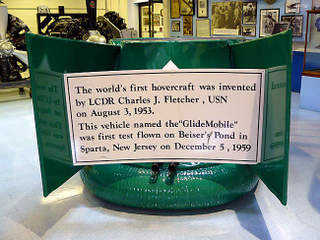 The world's first hovercraft was invented
by LCDR Charles J. Fletcher , USN
on August 3, 1953.
This vehicle named the "GlideMobile"
was first test flown on Beiser's Pond in
Sparta, New Jersey on December 5 , 1959